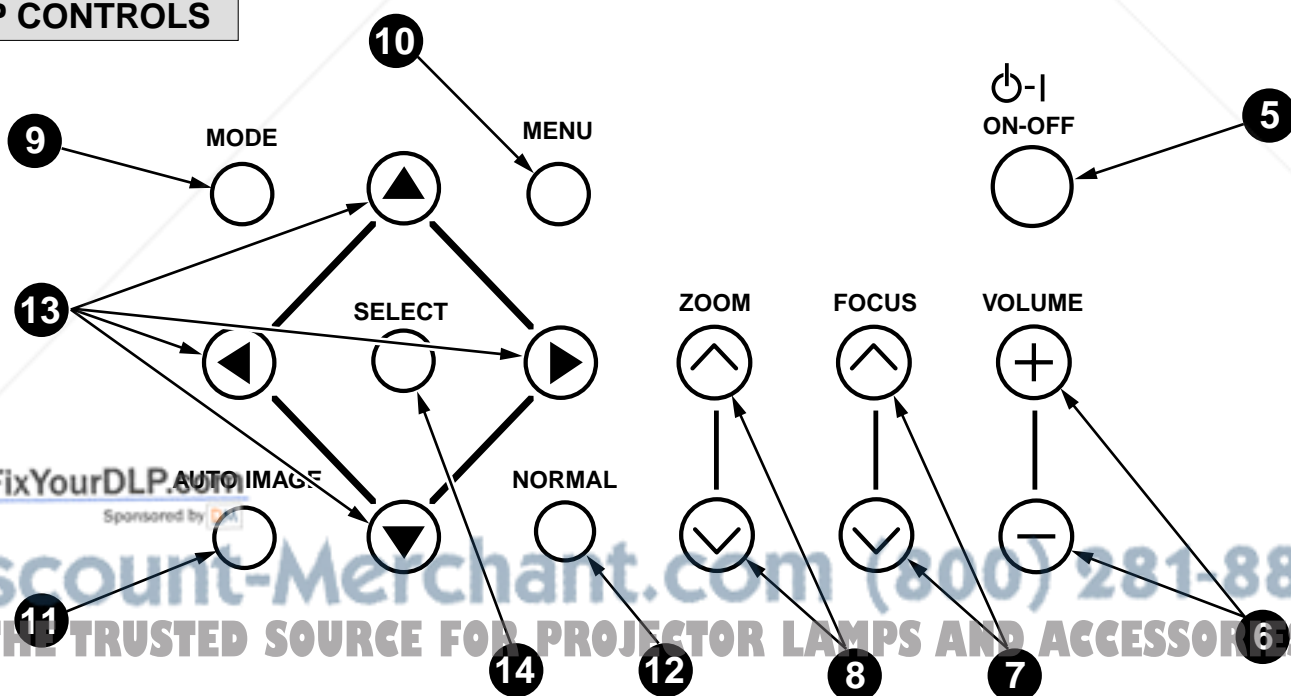 P CONTROLS
10
ON-OFF
5
9
MODE
MENU
13
SELECT
ZOOM
FOCUS
VOLUME
FixYourDLP.com
AUTO IMAGE
NORMAL
Sponsored by DM
scount-Merchant.com (800) 281-88
11
THE TRUSTED SOURCE FOR PROJECTOR LAMPS AND ACCESSORIES
6
14
12
8
7